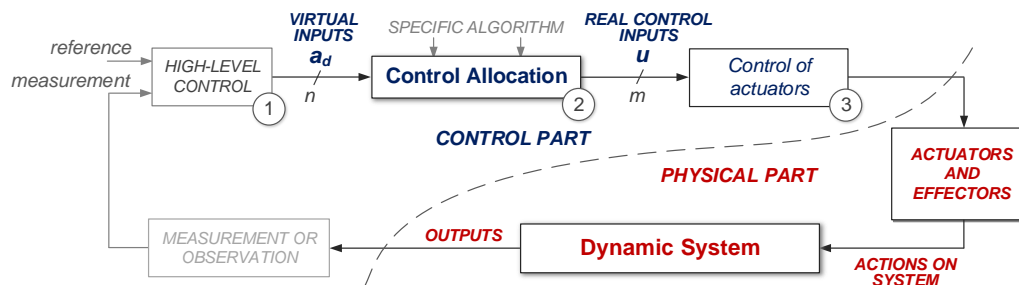 VIRTUAL
INPUTS
a_d
n
SPECIFIC ALGORITHM
REAL CONTROL
INPUTS
u
m
reference
measurement
HIGH-LEVEL
CONTROL
1
Control Allocation
2
Control of
actuators
3
CONTROL PART
PHYSICAL PART
ACTUATORS
AND
EFFECTORS
MEASUREMENT OR
OBSERVATION
OUTPUTS
Dynamic System
ACTIONS ON
SYSTEM